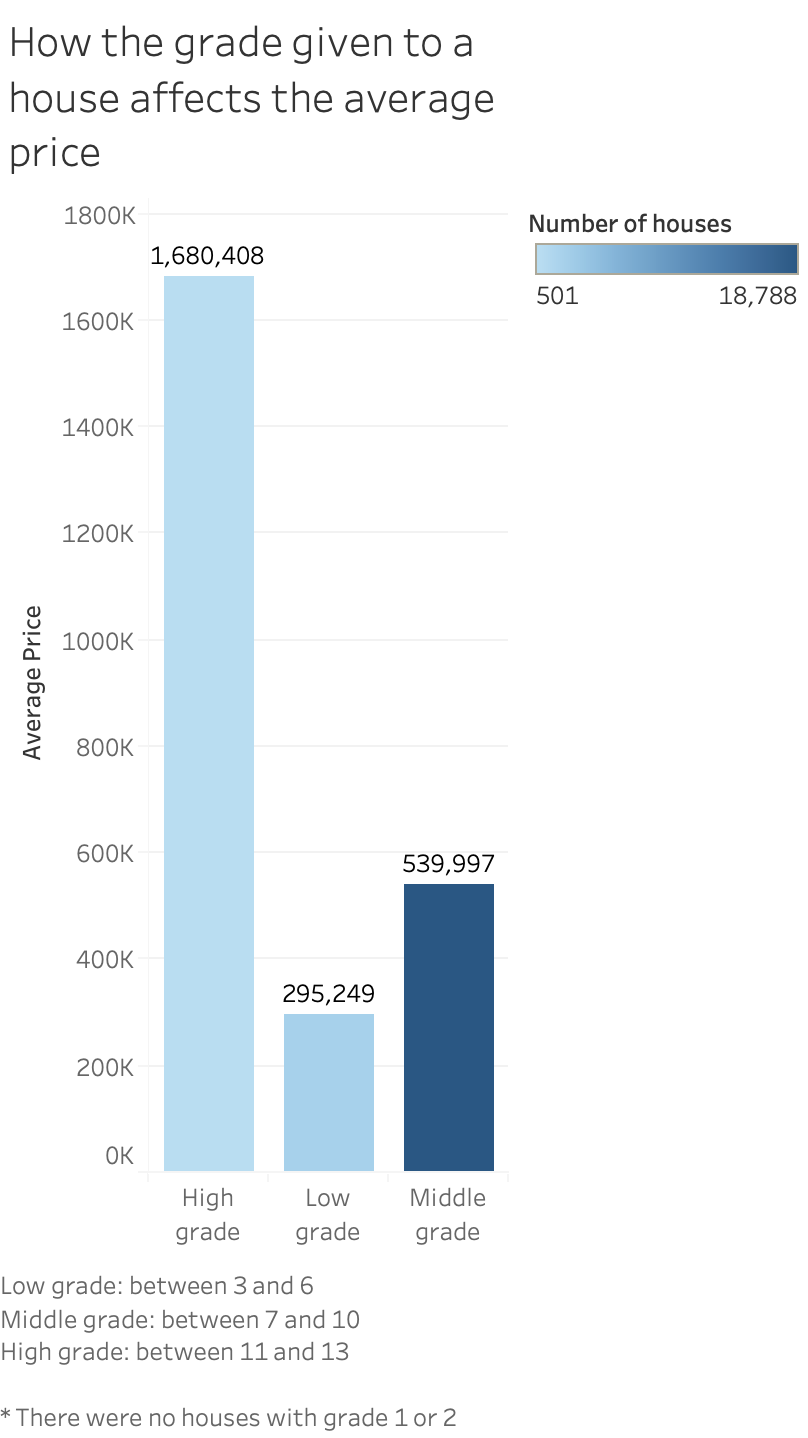 How the grade given to a
house affects the average
price
Number of houses
501 18,788
Average Price
1800K
1600K
1400K
1200K
1000K
800K
600K
400K
200K
0K
1,680,408
295,249
539,997
High
grade
Low
grade
Middle
grade
Low grade: between 3 and 6
Middle grade: between 7 and 10
High grade: between 11 and 13
* There were no houses with grade 1 or 2